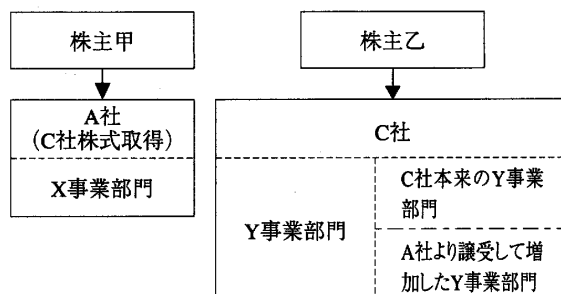 株主甲
株主乙
A社
(C社株式取得)
X事業部門
C社
Y事業部門
C社本来のY事業
部門
A社より譲受して増
加したY事業部門